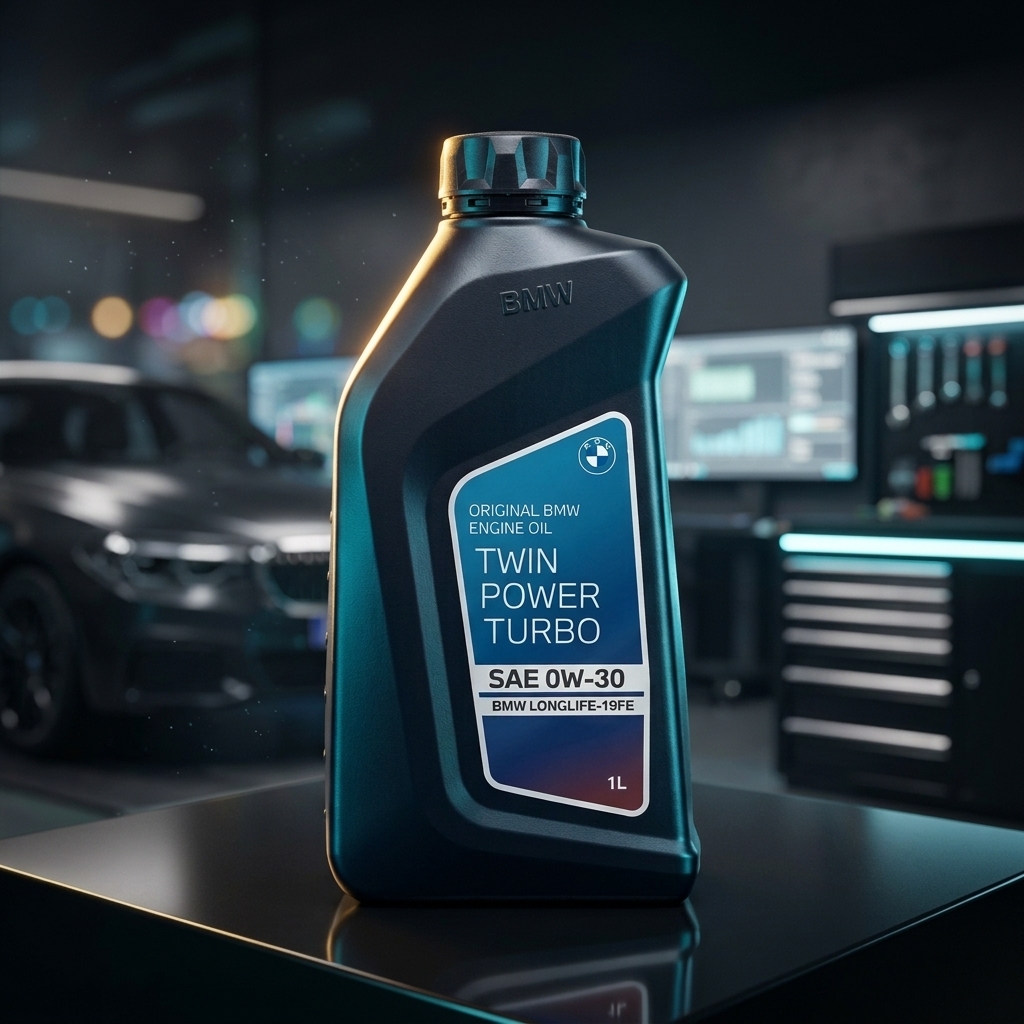 BMW
ORIGINAL BMW
ENGINE OIL
TWIN
POWER
TURBO
SAE 0W-30
BMW LONGLIFE-19FE
1L